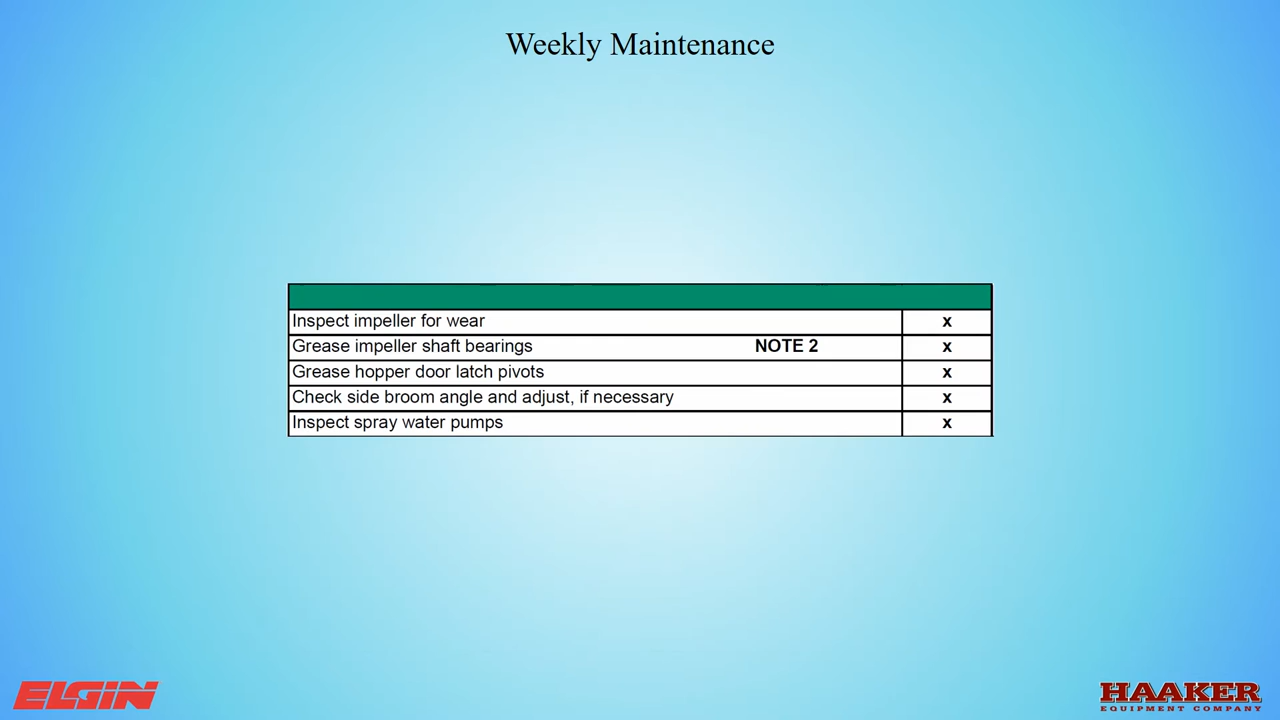 Weekly Maintenance
Inspect impeller for wear x
Grease impeller shaft bearings NOTE 2 x
Grease hopper door latch pivots x
Check side broom angle and adjust, if necessary x
Inspect spray water pumps x
ELGIN
HAAKER
EQUIPMENT COMPANY